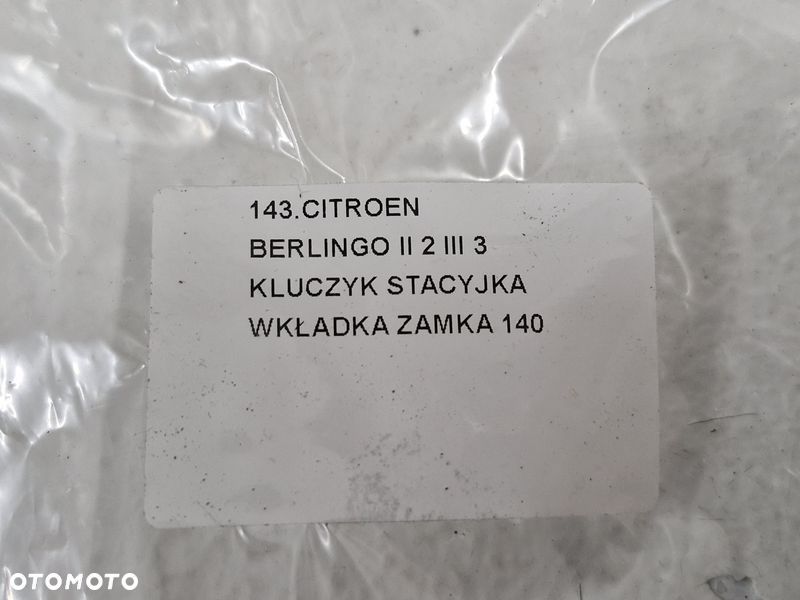 143.CITROEN
BERLINGO II 2 III 3
KLUCZYK STACYJKA
WKŁADKA ZAMKA 140
OTOMOTO